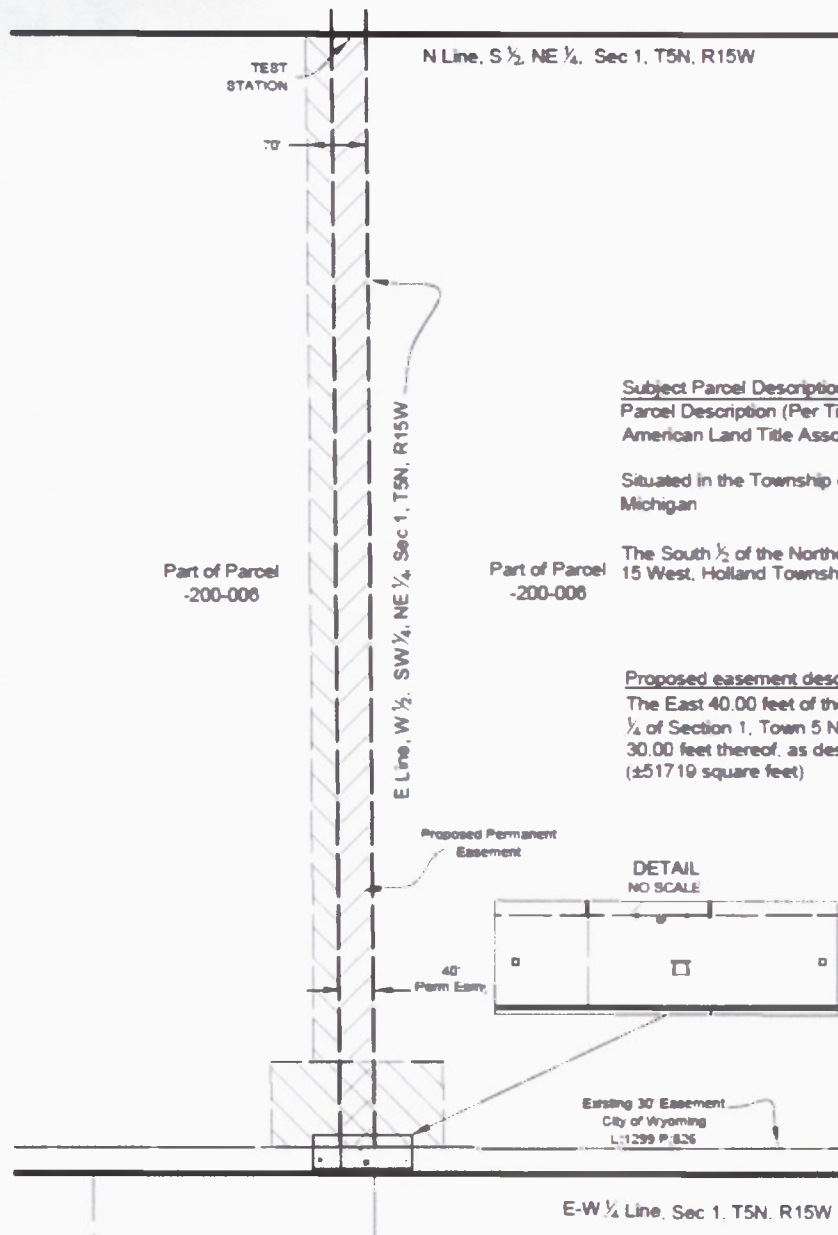 N Line, S ½, NE ¼, Sec 1, T5N, R15W
TEST
STATION
70'
E Line, W ½, SW ¼, NE ¼, Sec 1, T5N, R15W
Subject Parcel Description
Parcel Description (Per Ti
American Land Title Asso
Situated in the Township
Michigan
The South ½ of the Northe
15 West, Holland Townsh
Part of Parcel
-200-006
Part of Parcel
-200-006
Proposed easement desc
The East 40.00 feet of the
¼ of Section 1, Town 5 N
30.00 feet thereof, as des
(±51719 square feet)
Proposed Permanent
Easement
DETAIL
NO SCALE
40'
Perm Esm
Existing 30' Easement
City of Wyoming
L:1299 P:826
E-W ¼ Line, Sec 1, T5N, R15W